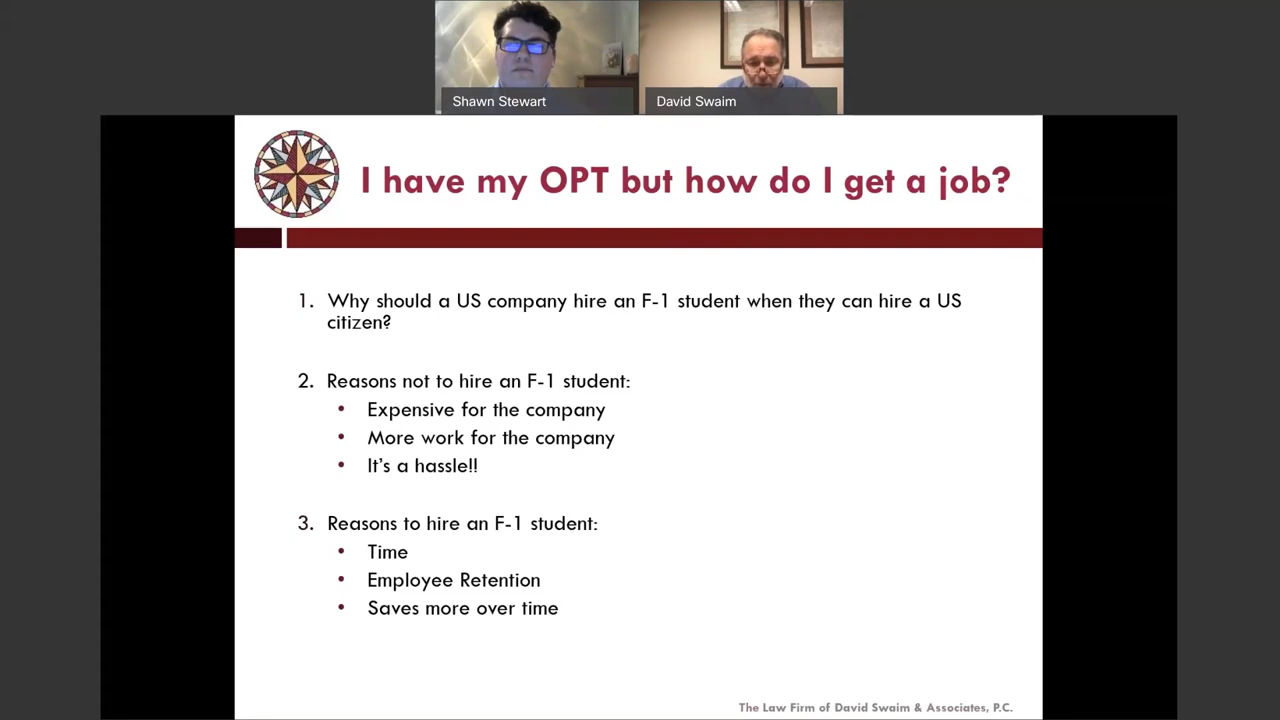 Shawn Stewart
David Swaim
I have my OPT but how do I get a job?
1. Why should a US company hire an F-1 student when they can hire a US
citizen?
2. Reasons not to hire an F-1 student:
• Expensive for the company
• More work for the company
• It's a hassle!!
3. Reasons to hire an F-1 student:
• Time
• Employee Retention
• Saves more over time
The Law Firm of David Swaim & Associates, P.C.